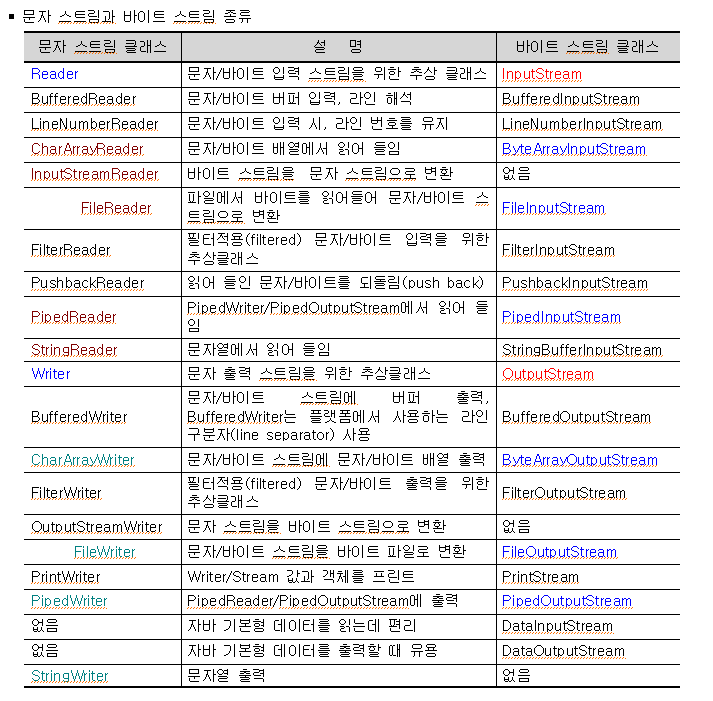 ▪ 문자 스트림과 바이트 스트림 종류
문자 스트림 클래스 설 명 바이트 스트림 클래스
Reader 문자/바이트 입력 스트림을 위한 추상 클래스 InputStream
BufferedReader 문자/바이트 버퍼 입력, 라인 해석 BufferedInputStream
LineNumberReader 문자/바이트 입력 시, 라인 번호를 유지 LineNumberInputStream
CharArrayReader 문자/바이트 배열에서 읽어 들임 ByteArrayInputStream
InputStreamReader 바이트 스트림을 문자 스트림으로 변환 없음
FileReader 파일에서 바이트를 읽어들어 문자/바이트 스
트림으로 변환 FileInputStream
FilterReader 필터적용(filtered) 문자/바이트 입력을 위한
추상클래스 FilterInputStream
PushbackReader 읽어 들인 문자/바이트를 되돌림(push back) PushbackInputStream
PipedReader PipedWriter/PipedOutputStream에서 읽어 들
임 PipedInputStream
StringReader 문자열에서 읽어 들임 StringBufferInputStream
Writer 문자 출력 스트림을 위한 추상클래스 OutputStream
BufferedWriter 문자/바이트 스트림에 버퍼 출력,
BufferedWriter는 플랫폼에서 사용하는 라인
구분자(line separator) 사용 BufferedOutputStream
CharArrayWriter 문자/바이트 스트림에 문자/바이트 배열 출력 ByteArrayOutputStream
FilterWriter 필터적용(filtered) 문자/바이트 출력을 위한
추상클래스 FilterOutputStream
OutputStreamWriter 문자 스트림을 바이트 스트림으로 변환 없음
FileWriter 문자/바이트 스트림을 바이트 파일로 변환 FileOutputStream
PrintWriter Writer/Stream 값과 객체를 프린트 PrintStream
PipedWriter PipedReader/PipedOutputStream에 출력 PipedOutputStream
없음 자바 기본형 데이터를 읽는데 편리 DataInputStream
없음 자바 기본형 데이터를 출력할 때 유용 DataOutputStream
StringWriter 문자열 출력 없음